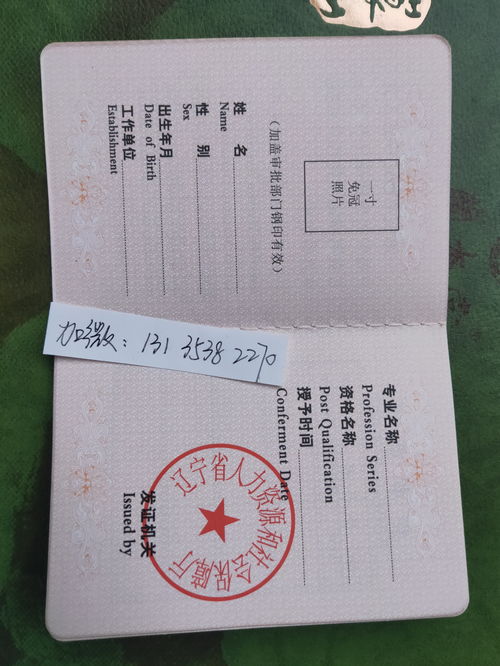 一寸
免冠
照片
（加盖审批部门钢印有效）
姓 名
Name
性 别
Sex
出生年月
Date of Birth
工作单位
Establishment
加微：131 3538 2270
专业名称
Profession Series
资格名称
Post Qualification
授予时间
Conferment Date
辽宁省人力资源和社会保障厅
发证机关
Issued by